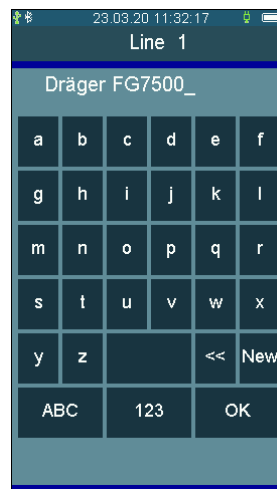 23.03.20 11:32:17
Line 1
Dräger FG7500_
a b c d e f
g h i j k l
m n o p q r
s t u v w x
y z << New
ABC 123 OK